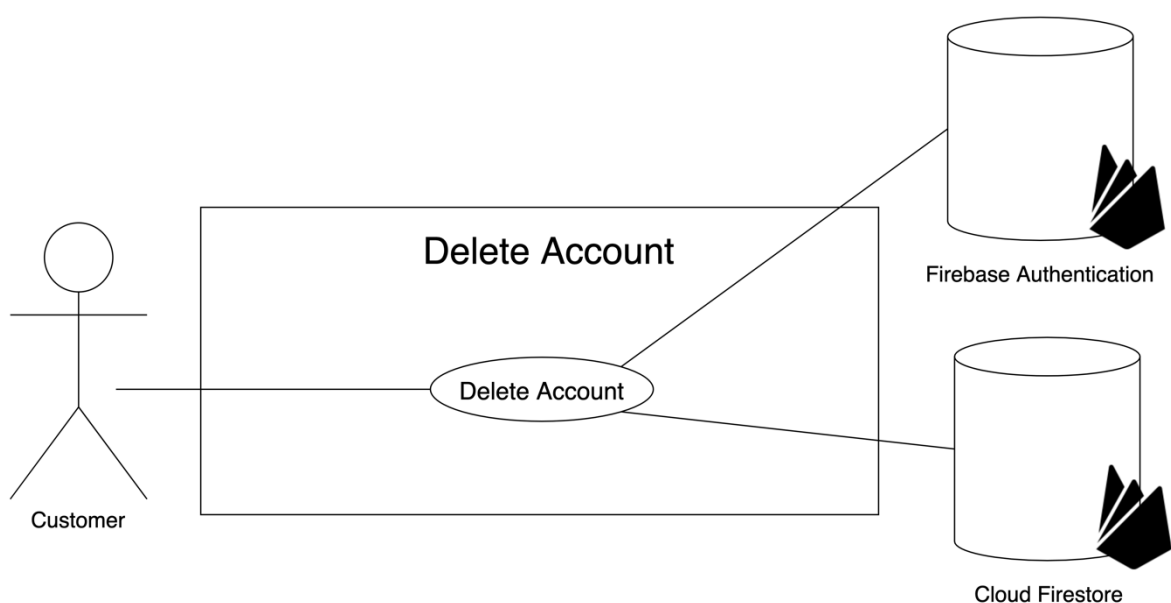 Delete Account
Firebase Authentication
Delete Account
Customer
Cloud Firestore